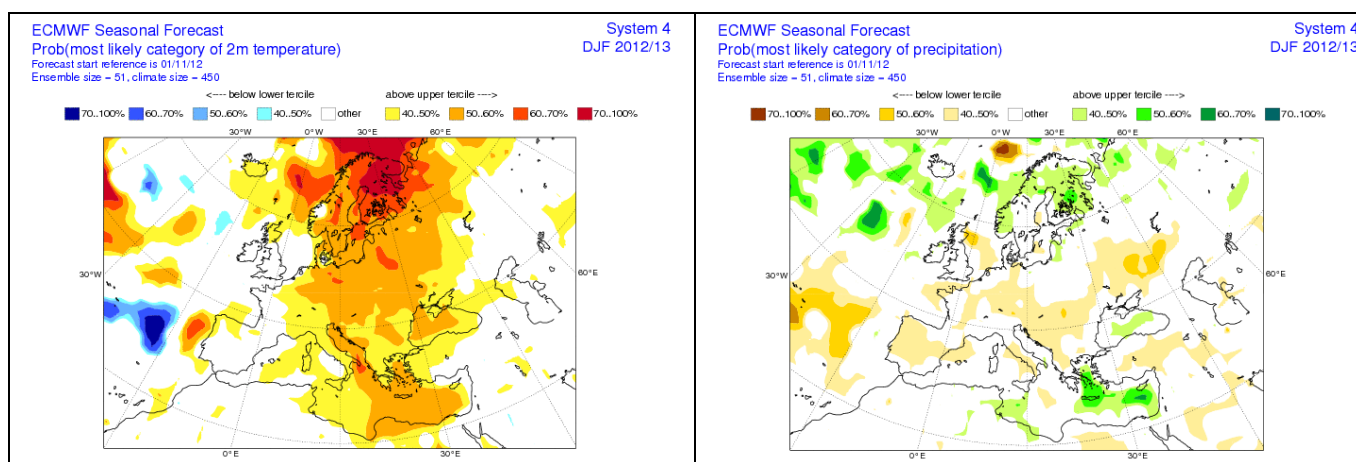 ECMWF Seasonal Forecast
System 4
Prob(most likely category of 2m temperature)
DJF 2012/13
Forecast start reference is 01/11/12
Ensemble size = 51, climate size = 450
<---- below lower tercile
above upper tercile ---->
70..100%
60..70%
50..60%
40..50%
other
40..50%
50..60%
60..70%
70..100%
30°W
0°W
30°E
60°E
30°W
60°E
0°E
30°E
ECMWF Seasonal Forecast
System 4
Prob(most likely category of precipitation)
DJF 2012/13
Forecast start reference is 01/11/12
Ensemble size = 51, climate size = 450
<---- below lower tercile
above upper tercile ---->
70..100%
60..70%
50..60%
40..50%
other
40..50%
50..60%
60..70%
70..100%
30°W
0°W
30°E
60°E
30°W
60°E
0°E
30°E